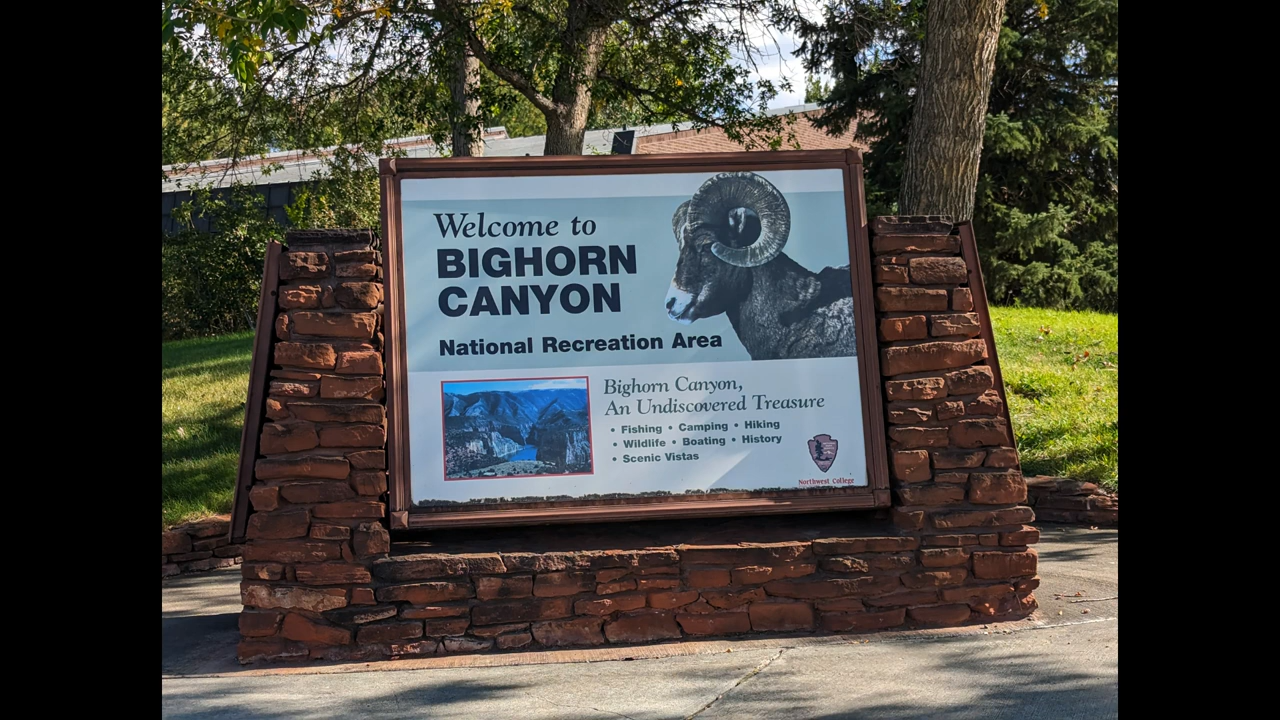 Welcome to
BIGHORN
CANYON
National Recreation Area
Bighorn Canyon,
An Undiscovered Treasure
• Fishing • Camping • Hiking
• Wildlife • Boating • History
• Scenic Vistas
Northwest College